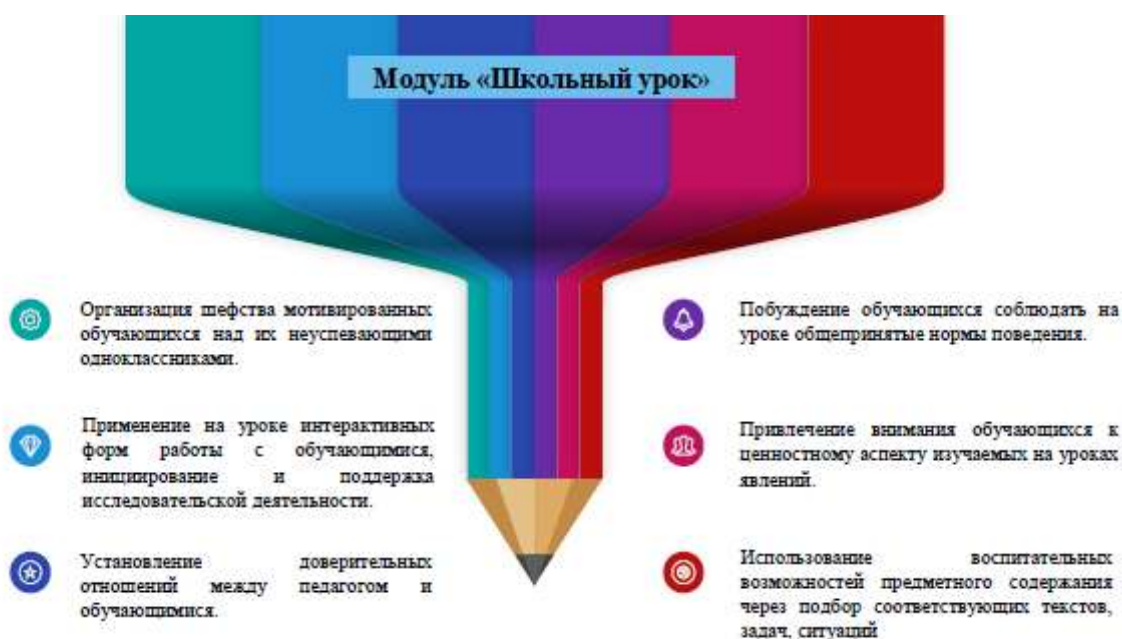 Модуль «Школьный урок»
Организация шефства мотивированных
обучающихся над их неуспевающими
одноклассниками.
Применение на уроке интерактивных
форм работы с обучающимися,
инициирование и поддержка
исследовательской деятельности.
Установление доверительных
отношений между педагогом и
обучающимися.
Побуждение обучающихся соблюдать на
уроке общепринятые нормы поведения.
Привлечение внимания обучающихся к
ценностному аспекту изучаемых на уроках
явлений.
Использование воспитательных
возможностей предметного содержания
через подбор соответствующих текстов,
задач, ситуаций